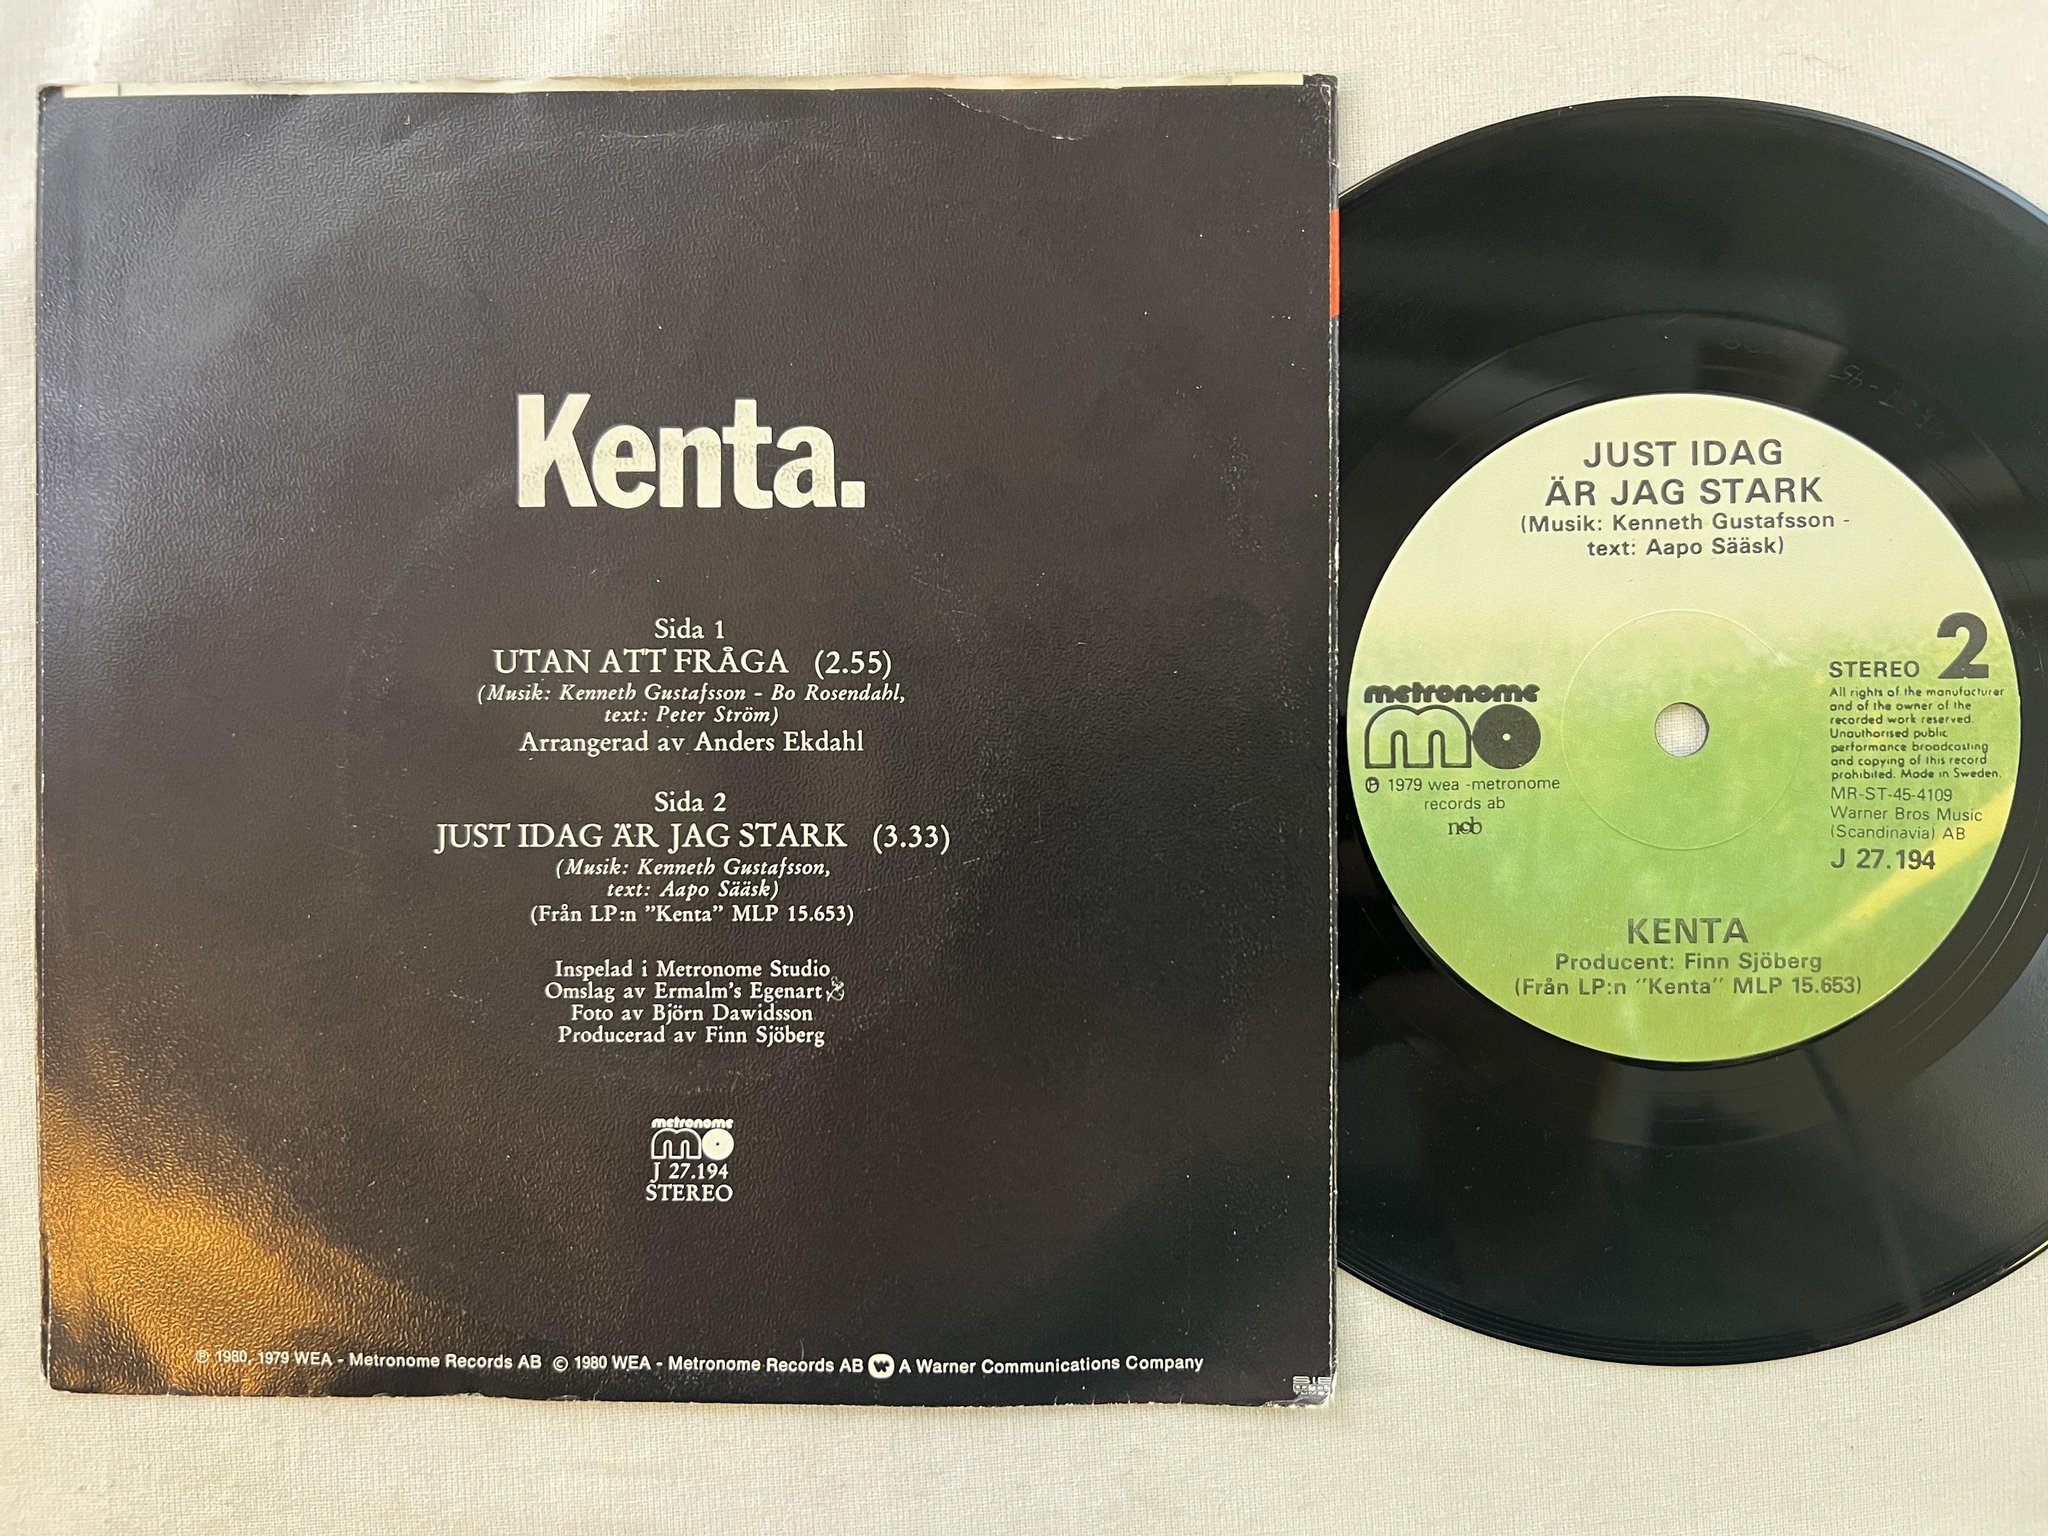 Kenta.
Sida 1
UTAN ATT FRÅGA (2.55)
(Musik: Kenneth Gustafsson - Bo Rosendahl,
text: Peter Ström)
Arrangerad av Anders Ekdahl
Sida 2
JUST IDAG ÄR JAG STARK (3.33)
(Musik: Kenneth Gustafsson,
text: Aapo Sääsk)
(Från LP:n ”Kenta” MLP 15.653)
Inspelad i Metronome Studio
Omslag av Ermalm's Egenart
Foto av Björn Dawidsson
Producerad av Finn Sjöberg
metronome
J 27.194
STEREO
℗ 1980, 1979 WEA - Metronome Records AB © 1980 WEA - Metronome Records AB A Warner Communications Company
JUST IDAG
ÄR JAG STARK
(Musik: Kenneth Gustafsson -
text: Aapo Sääsk)
metronome
℗ 1979 wea -metronome
records ab
ncb
STEREO 2
All rights of the manufacturer
and of the owner of the
recorded work reserved.
Unauthorised public
performance broadcasting
and copying of this record
prohibited. Made in Sweden.
MR-ST-45-4109
Warner Bros Music
(Scandinavia) AB
J 27.194
KENTA
Producent: Finn Sjöberg
(Från LP:n ”Kenta” MLP 15.653)